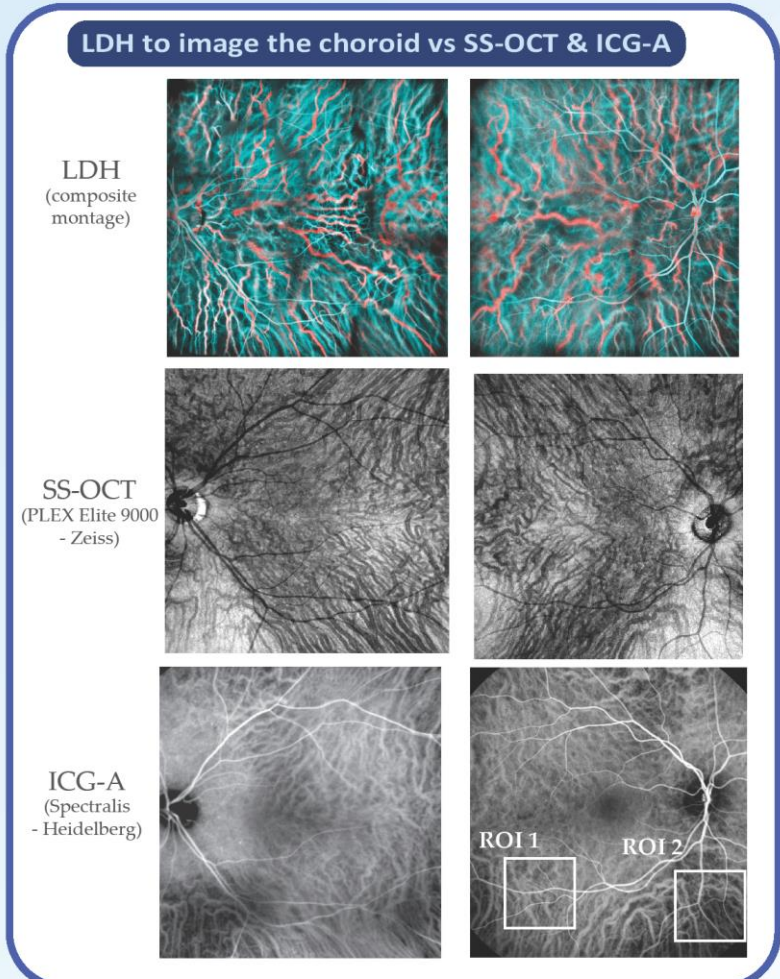 LDH to image the choroid vs SS-OCT & ICG-A
LDH
(composite
montage)
SS-OCT
(PLEX Elite 9000
- Zeiss)
ICG-A
(Spectralis
- Heidelberg)
ROI 1
ROI 2